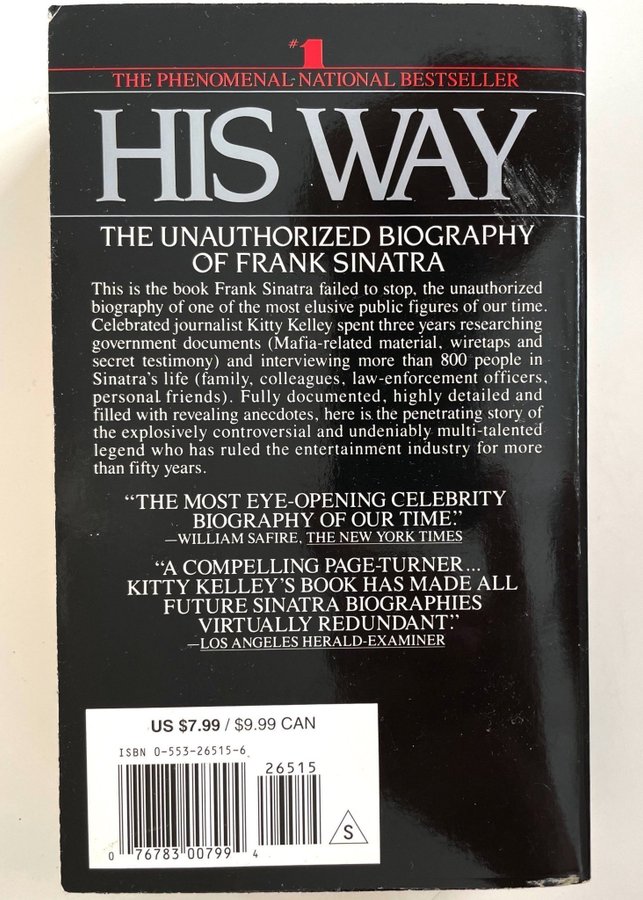 #1
THE PHENOMENAL NATIONAL BESTSELLER
HIS WAY
THE UNAUTHORIZED BIOGRAPHY
OF FRANK SINATRA
This is the book Frank Sinatra failed to stop, the unauthorized
biography of one of the most elusive public figures of our time.
Celebrated journalist Kitty Kelley spent three years researching
government documents (Mafia-related material, wiretaps and
secret testimony) and interviewing more than 800 people in
Sinatra's life (family, colleagues, law-enforcement officers,
personal friends). Fully documented, highly detailed and
filled with revealing anecdotes, here is the penetrating story of
the explosively controversial and undeniably multi-talented
legend who has ruled the entertainment industry for more
than fifty years.
“THE MOST EYE-OPENING CELEBRITY
BIOGRAPHY OF OUR TIME.”
—WILLIAM SAFIRE, THE NEW YORK TIMES
“A COMPELLING PAGE-TURNER...
KITTY KELLEY'S BOOK HAS MADE ALL
FUTURE SINATRA BIOGRAPHIES
VIRTUALLY REDUNDANT.”
—LOS ANGELES HERALD-EXAMINER
US $7.99 / $9.99 CAN
ISBN 0-553-26515-6
26515
S
0 76783 00799 4